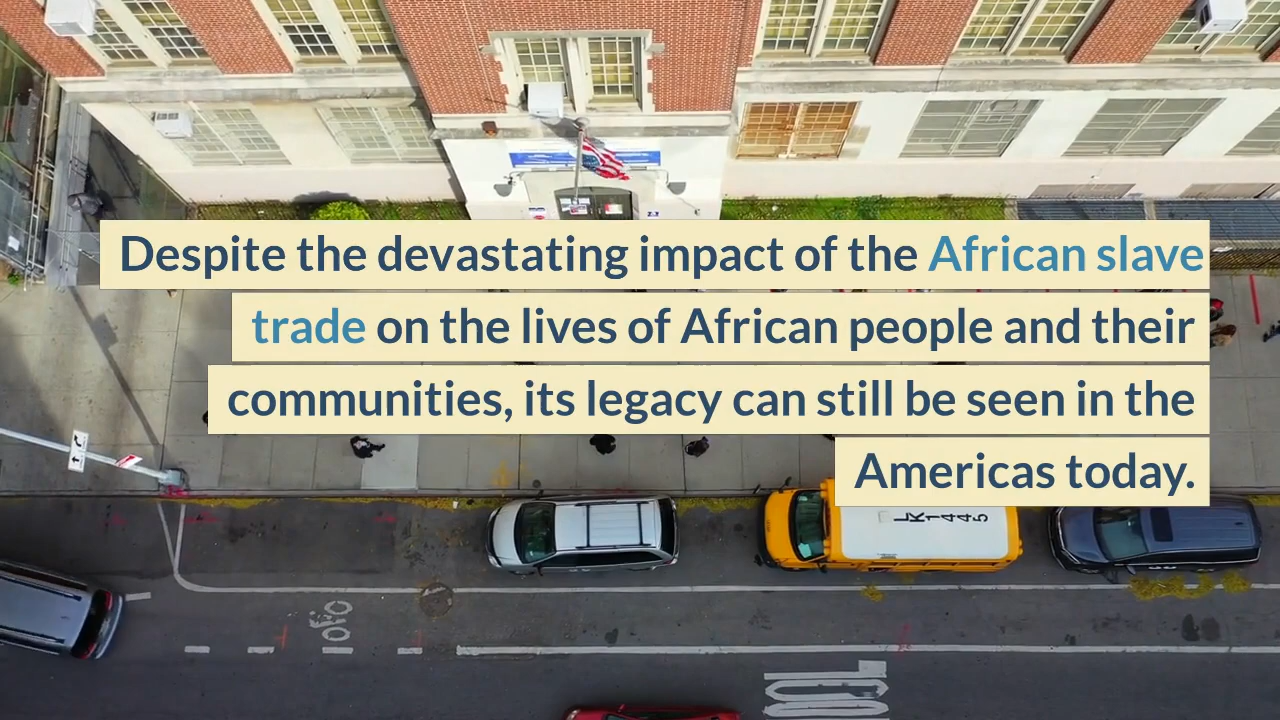 Despite the devastating impact of the African slave
trade on the lives of African people and their
communities, its legacy can still be seen in the
Americas today.
LK1445